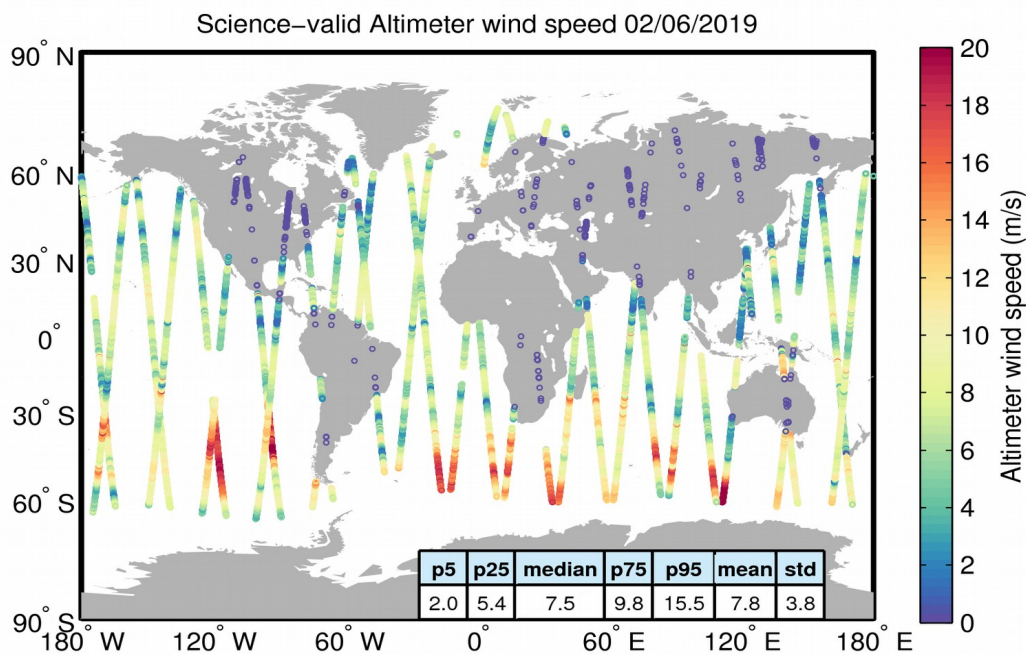 Science−valid Altimeter wind speed 02/06/2019
90° N
60° N
30° N
0°
30° S
60° S
90° S
180° W
120° W
60° W
0°
60° E
120° E
180° E
p5 p25 median p75 p95 mean std
2.0 5.4 7.5 9.8 15.5 7.8 3.8
20
18
16
14
12
10
8
6
4
2
0
Altimeter wind speed (m/s)